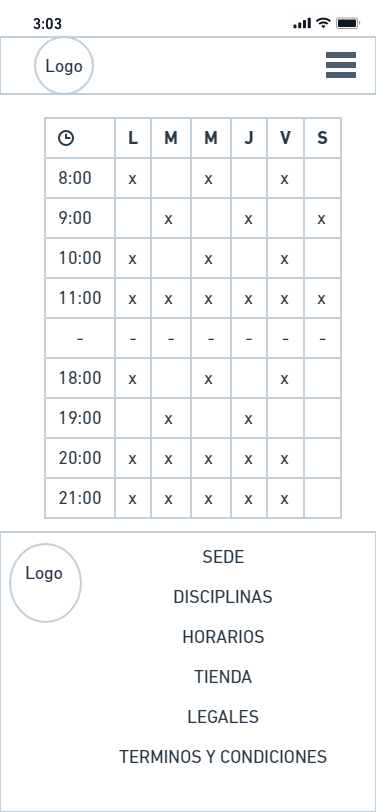 3:03
Logo
L M M J V S
8:00 x x x
9:00 x x x
10:00 x x x
11:00 x x x x x x
- - - - - - -
18:00 x x x
19:00 x x
20:00 x x x x x
21:00 x x x x x
Logo
SEDE
DISCIPLINAS
HORARIOS
TIENDA
LEGALES
TERMINOS Y CONDICIONES